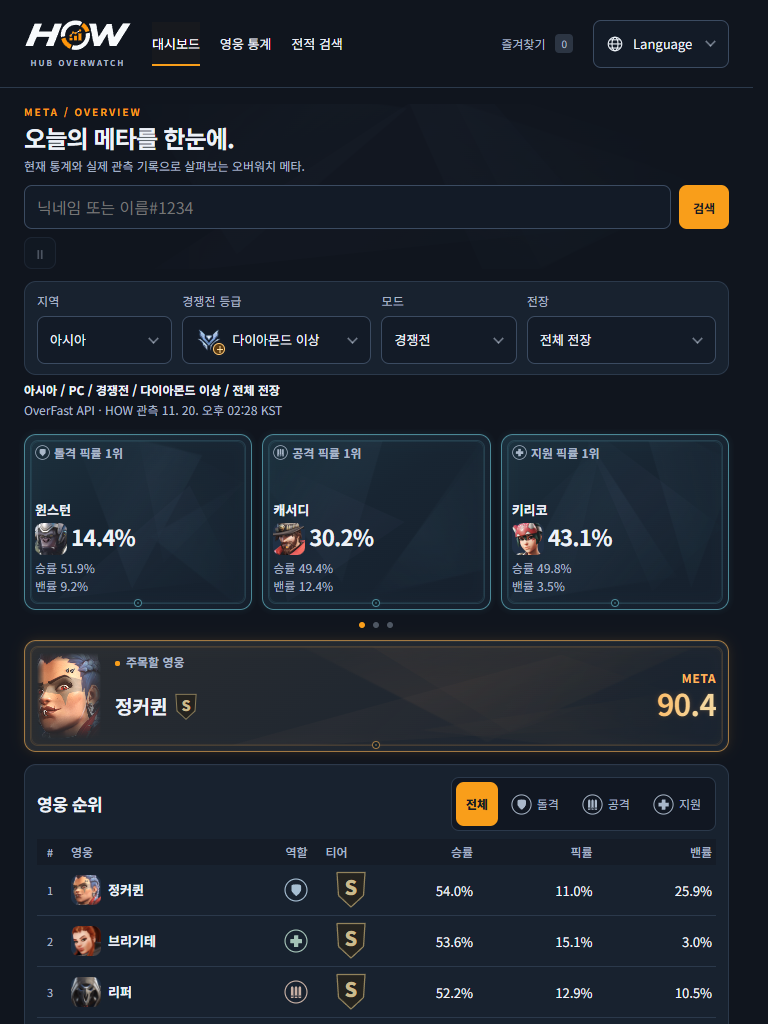 HOW
HUB OVERWATCH
대시보드 영웅 통계 전적 검색 즐겨찾기 0 Language
META / OVERVIEW
오늘의 메타를 한눈에.
현재 통계와 실제 관측 기록으로 살펴보는 오버워치 메타.
닉네임 또는 이름#1234 검색
지역 경쟁전 등급 모드 전장
아시아 다이아몬드 이상 경쟁전 전체 전장
아시아 / PC / 경쟁전 / 다이아몬드 이상 / 전체 전장
OverFast API · HOW 관측 11. 20. 오후 02:28 KST
돌격 픽률 1위
윈스턴
14.4%
승률 51.9%
밴률 9.2%
공격 픽률 1위
캐서디
30.2%
승률 49.4%
밴률 12.4%
지원 픽률 1위
키리코
43.1%
승률 49.8%
밴률 3.5%
주목할 영웅
정커퀸 S
META
90.4
영웅 순위 전체 돌격 공격 지원
# 영웅 역할 티어 승률 픽률 밴률
1 정커퀸 S 54.0% 11.0% 25.9%
2 브리기테 S 53.6% 15.1% 3.0%
3 리퍼 S 52.2% 12.9% 10.5%